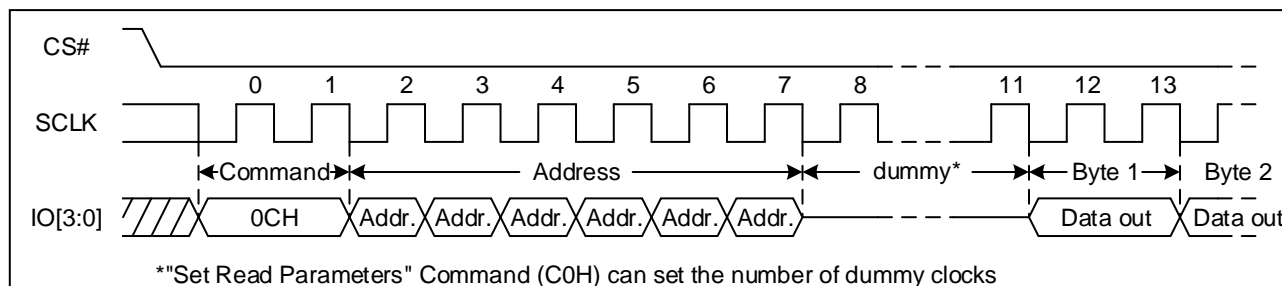 CS#
0 1 2 3 4 5 6 7 8 11 12 13
SCLK
Command Address dummy* Byte 1 Byte 2
IO[3:0] 0CH Addr. Addr. Addr. Addr. Addr. Addr. Data out Data out
*"Set Read Parameters" Command (C0H) can set the number of dummy clocks